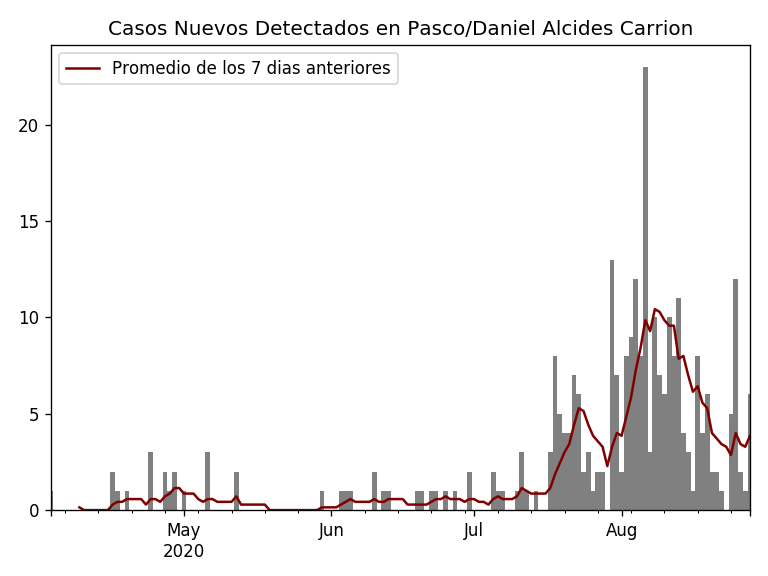 Casos Nuevos Detectados en Pasco/Daniel Alcides Carrion
Promedio de los 7 dias anteriores
20
15
10
5
0
May
2020
Jun
Jul
Aug